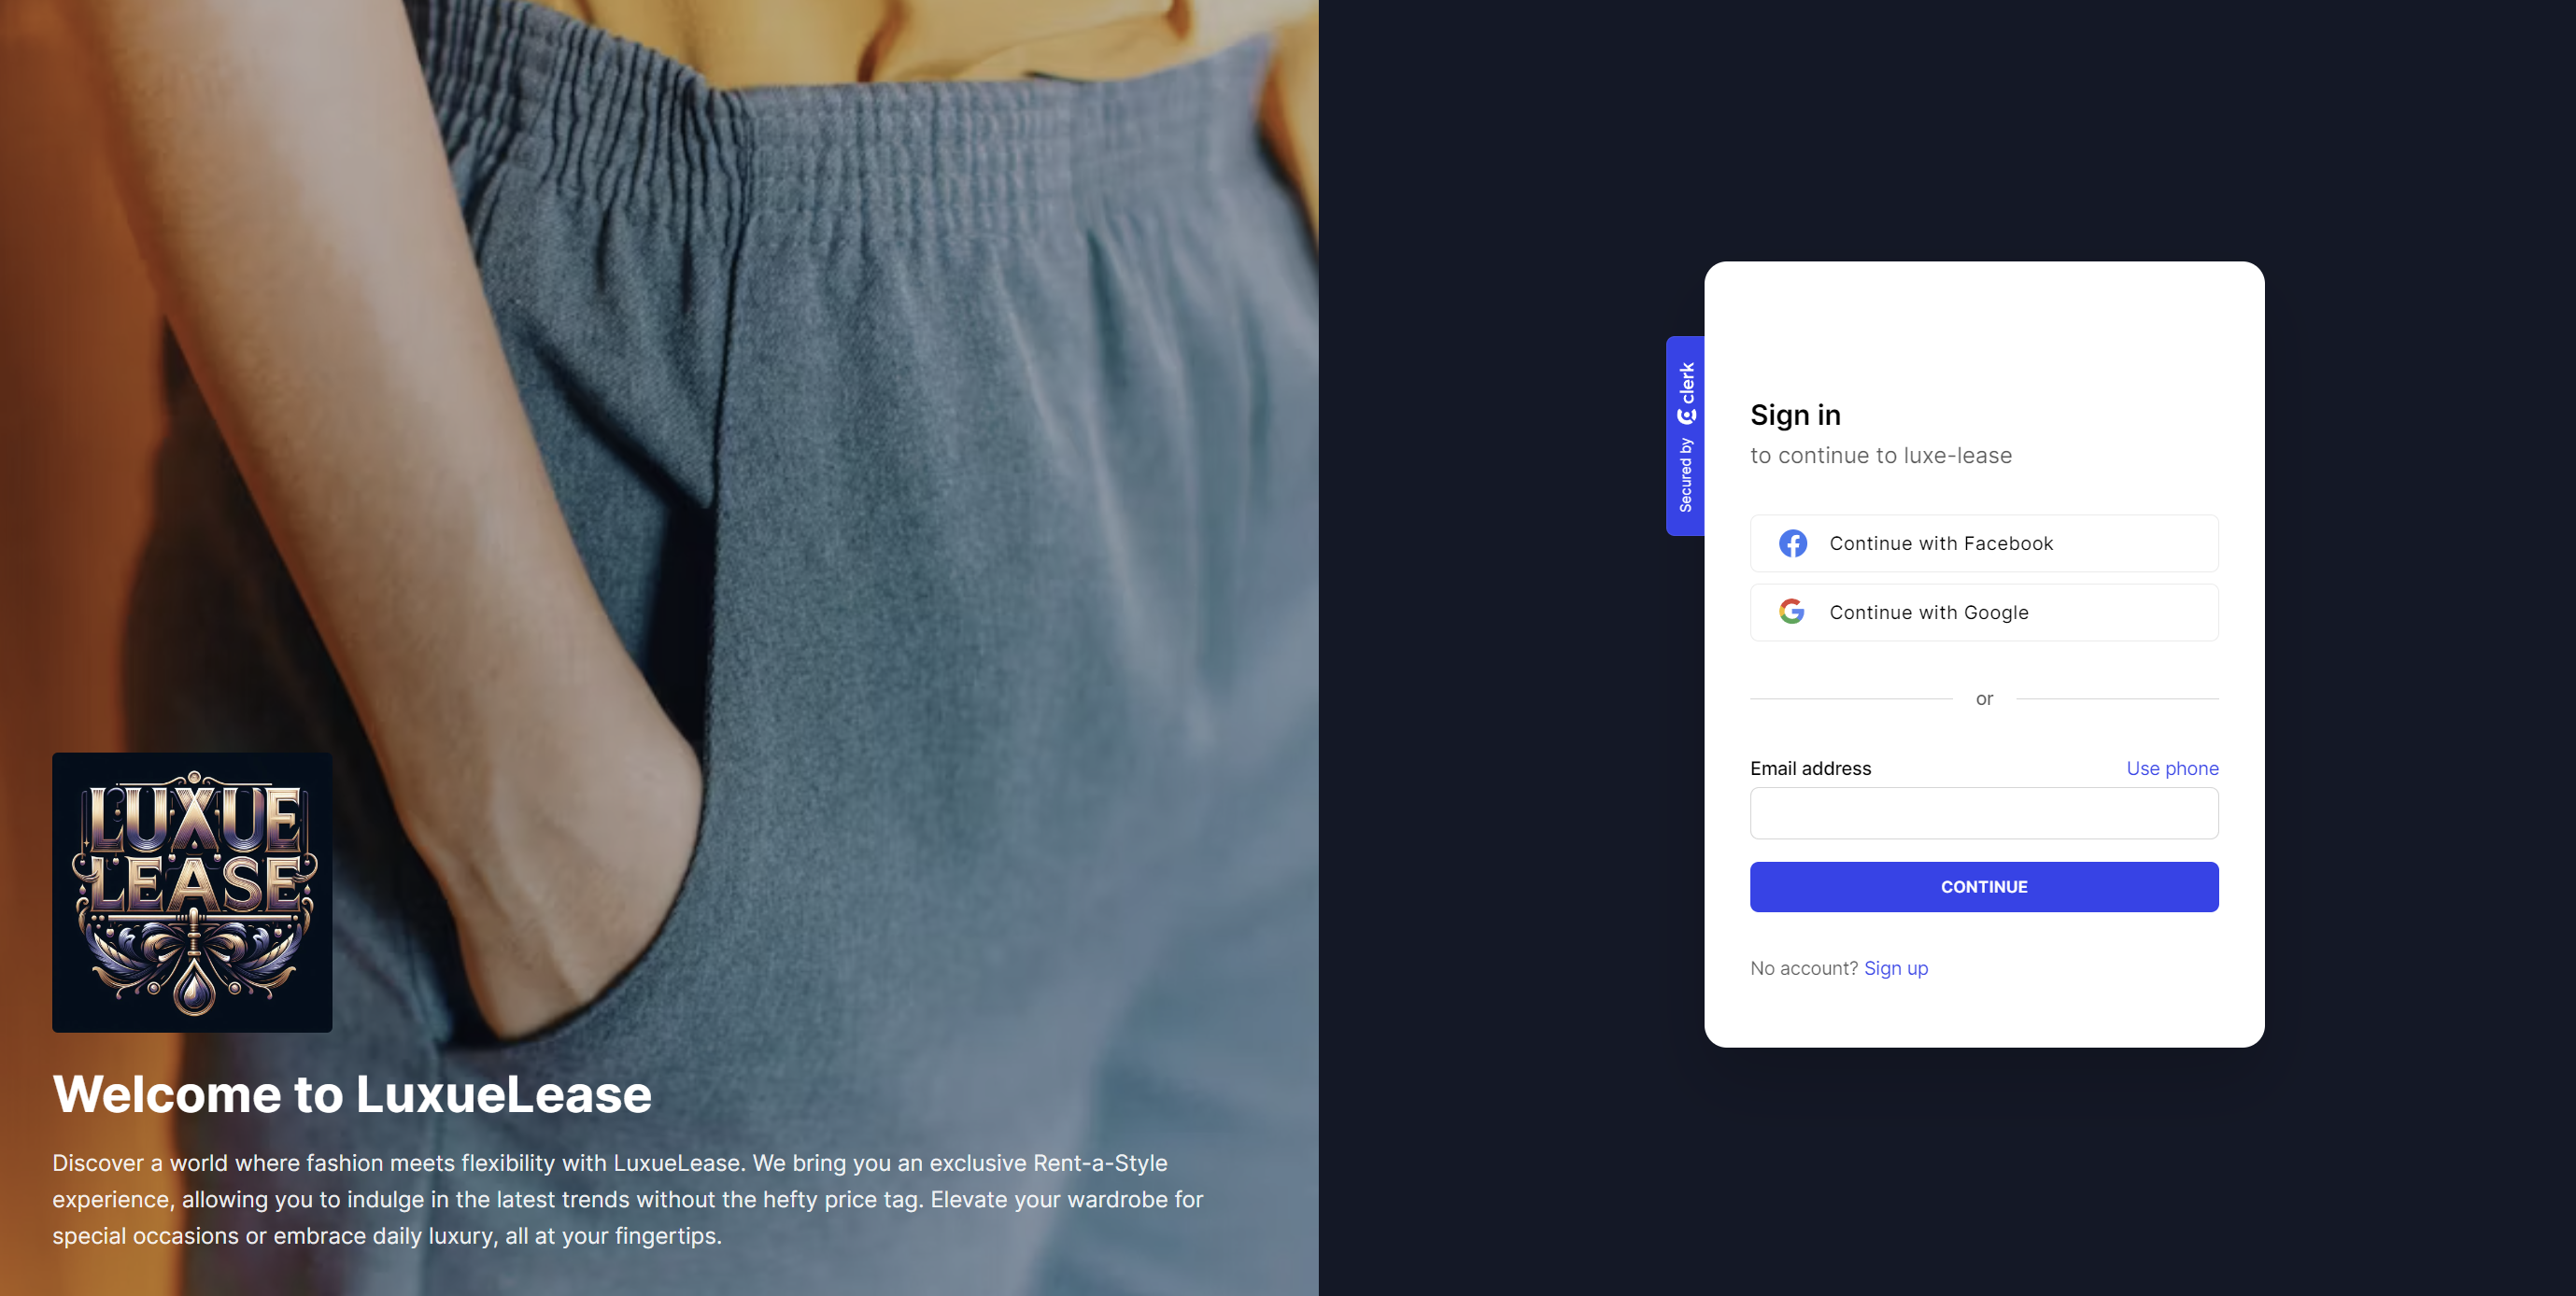 LUXUE
LEASE
Welcome to LuxueLease
Discover a world where fashion meets flexibility with LuxueLease. We bring you an exclusive Rent-a-Style
experience, allowing you to indulge in the latest trends without the hefty price tag. Elevate your wardrobe for
special occasions or embrace daily luxury, all at your fingertips.
Secured by clerk
Sign in
to continue to luxe-lease
Continue with Facebook
Continue with Google
or
Email address
Use phone
CONTINUE
No account? Sign up